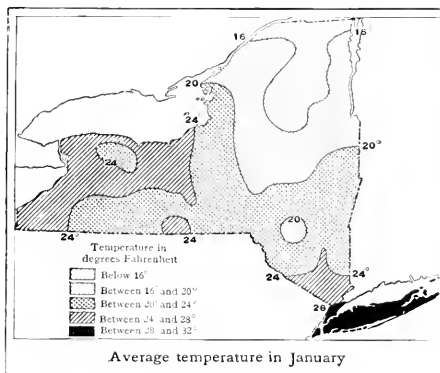 16
16
20
24
20°
24
20
24°
24
24°
28
Temperature in
degrees Fahrenheit
Below 16°
Between 16° and 20°
Between 20° and 24°
Between 24 and 28°
Between 28 and 32°
Average temperature in January